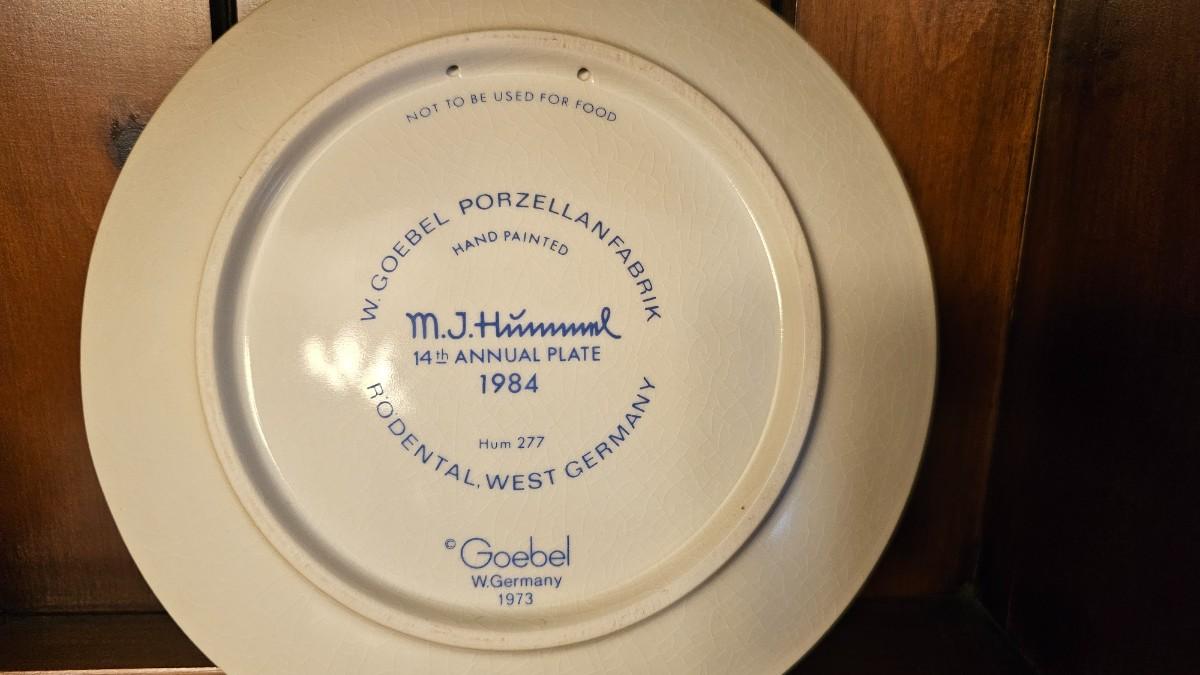 NOT TO BE USED FOR FOOD
W. GOEBEL PORZELLANFABRIK
HAND PAINTED
M.J.Hummel
14th ANNUAL PLATE
1984
Hum 277
RÖDENTAL, WEST GERMANY
© Goebel
W.Germany
1973